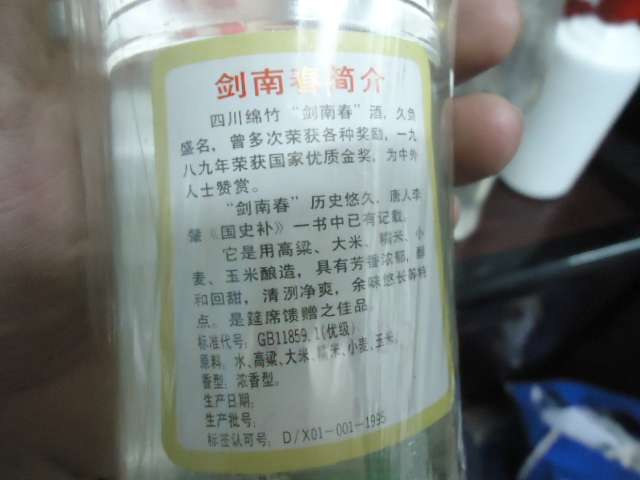 剑南春简介
四川绵竹“剑南春”酒，久负
盛名，曾多次荣获各种奖励，一九
八九年荣获国家优质金奖，为中外
人士赞赏。
“剑南春”历史悠久，唐人李
肇《国史补》一书中已有记载。
它是用高粱、大米、糯米、小
麦、玉米酿造，具有芳香浓郁，醇
和回甜，清洌净爽，余味悠长等特
点。是筵席馈赠之佳品。
标准代号：GB11859.1(优级)
原料：水、高粱、大米、糯米、小麦、玉米。
香型：浓香型。
生产日期：
生产批号：
标签认可号：D/X01-001-1995